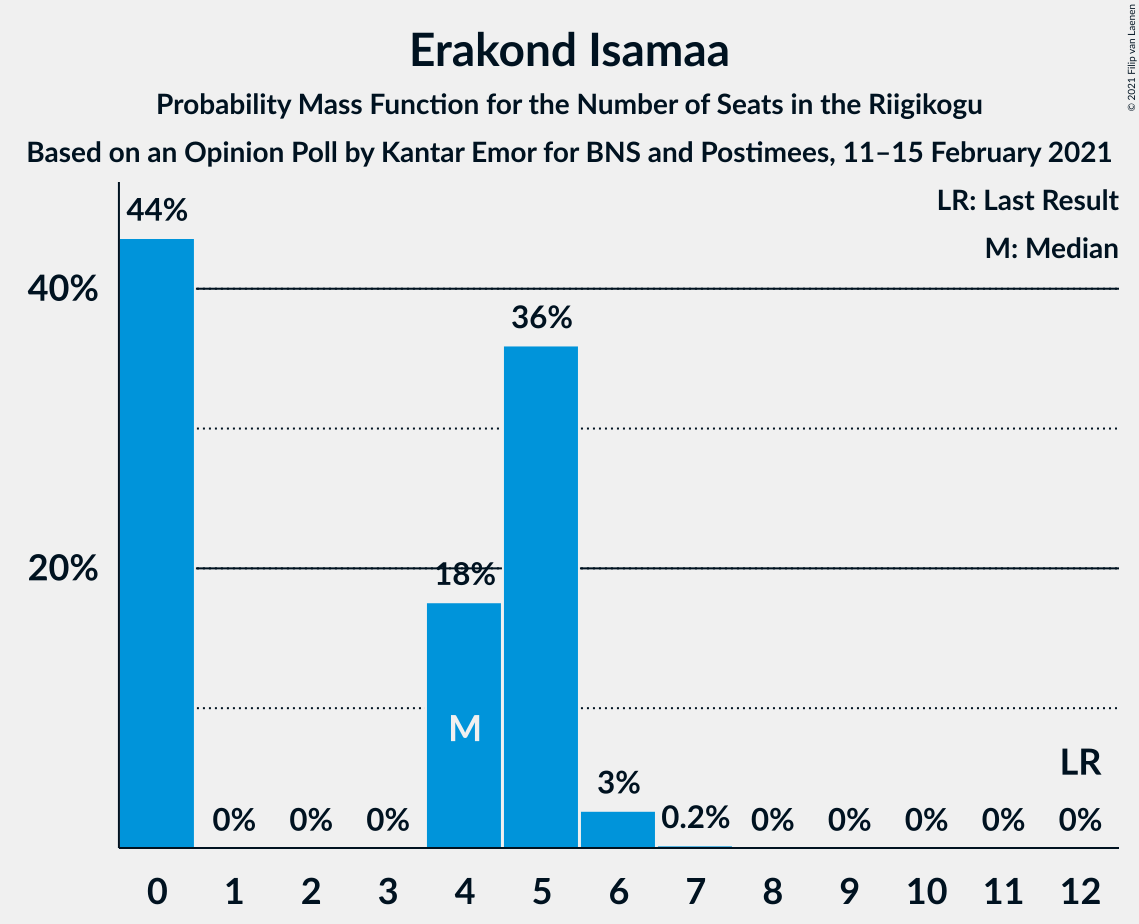 Erakond Isamaa
Probability Mass Function for the Number of Seats in the Riigikogu
Based on an Opinion Poll by Kantar Emor for BNS and Postimees, 11–15 February 2021
© 2021 Filip van Laenen
LR: Last Result
M: Median
44%
40%
36%
20%
18%
M
LR
3%
0% 0% 0% 0.2% 0% 0% 0% 0% 0%
0 1 2 3 4 5 6 7 8 9 10 11 12